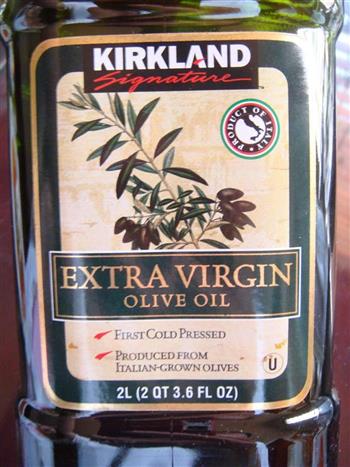 KIRKLAND
Signature
PRODUCT OF ITALY
EXTRA VIRGIN
OLIVE OIL
FIRST COLD PRESSED
PRODUCED FROM
ITALIAN-GROWN OLIVES
U
2L (2 QT 3.6 FL OZ)